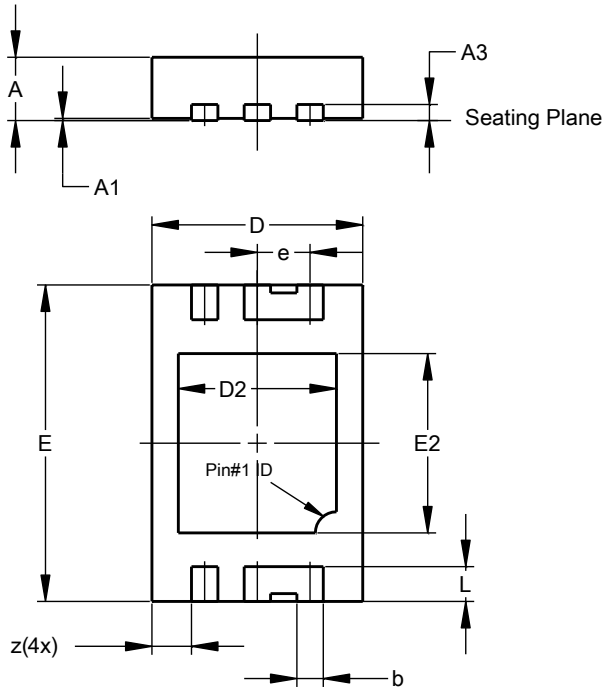 A3
A
Seating Plane
A1
D
e
D2
E
E2
Pin#1 ID
L
z(4x)
b